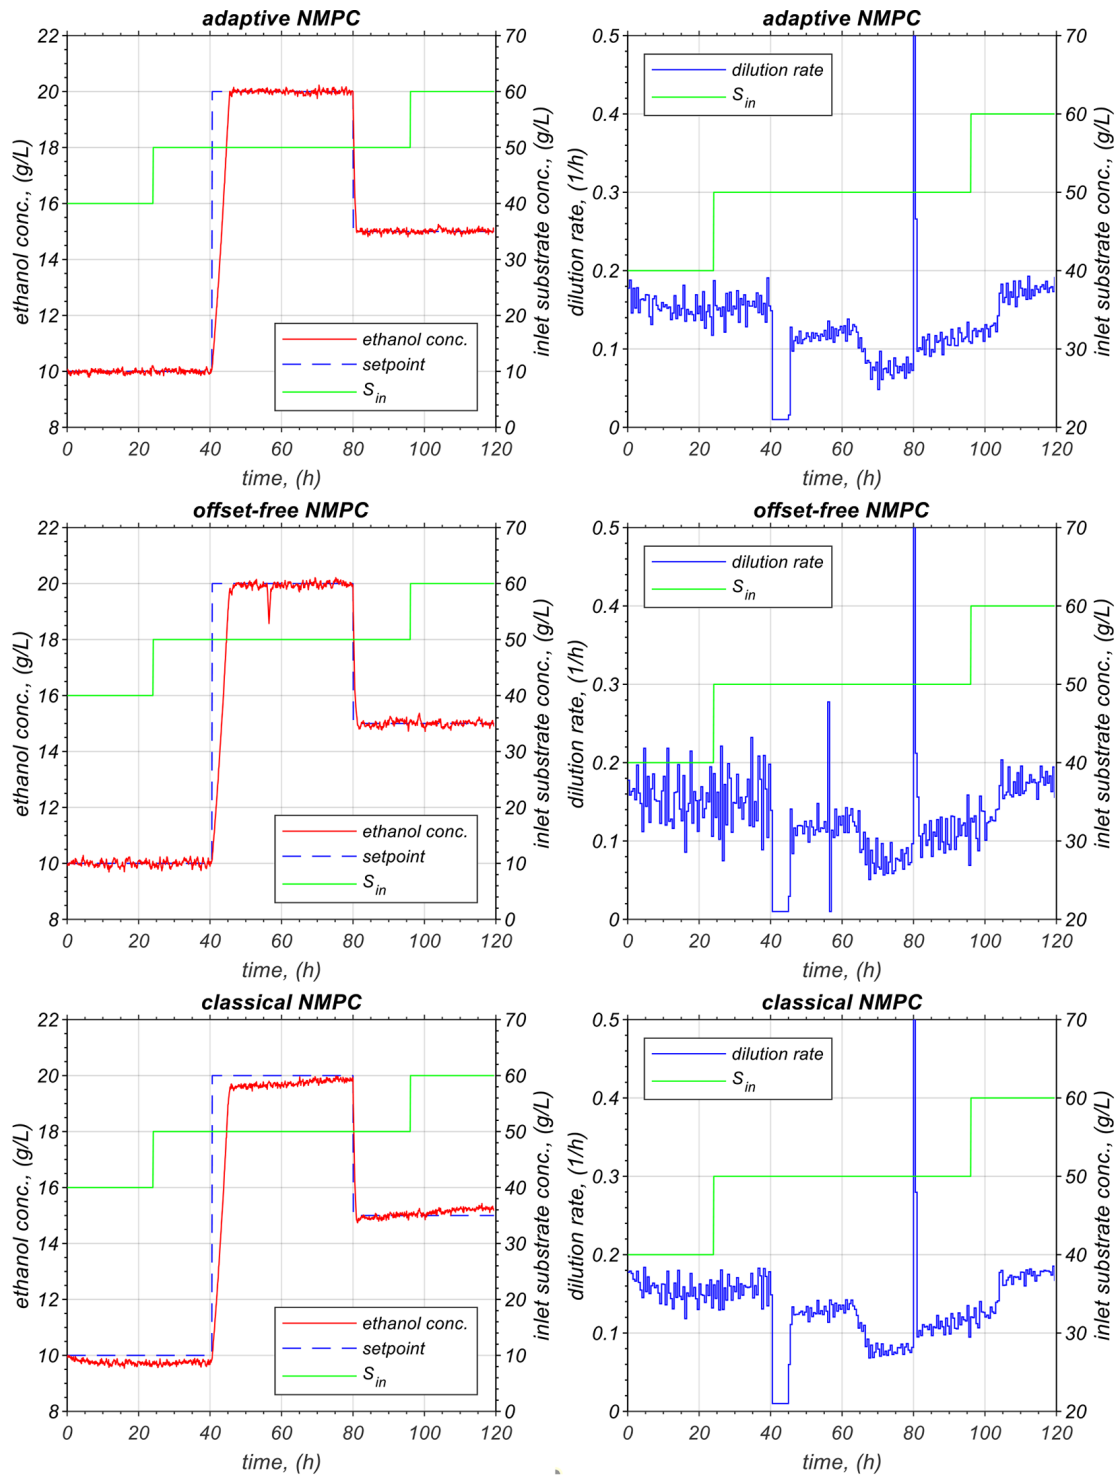 adaptive NMPC
22
20
18
16
14
12
10
8
ethanol conc., (g/L)
70
60
50
40
30
20
10
0
inlet substrate conc., (g/L)
ethanol conc.
setpoint
S_in
0 20 40 60 80 100 120
time, (h)
adaptive NMPC
0.5
0.4
0.3
0.2
0.1
0
dilution rate, (1/h)
70
60
50
40
30
20
inlet substrate conc., (g/L)
dilution rate
S_in
0 20 40 60 80 100 120
time, (h)
offset-free NMPC
22
20
18
16
14
12
10
8
ethanol conc., (g/L)
70
60
50
40
30
20
10
0
inlet substrate conc., (g/L)
ethanol conc.
setpoint
S_in
0 20 40 60 80 100 120
time, (h)
offset-free NMPC
0.5
0.4
0.3
0.2
0.1
0
dilution rate, (1/h)
70
60
50
40
30
20
inlet substrate conc., (g/L)
dilution rate
S_in
0 20 40 60 80 100 120
time, (h)
classical NMPC
22
20
18
16
14
12
10
8
ethanol conc., (g/L)
70
60
50
40
30
20
10
0
inlet substrate conc., (g/L)
ethanol conc.
setpoint
S_in
0 20 40 60 80 100 120
time, (h)
classical NMPC
0.5
0.4
0.3
0.2
0.1
0
dilution rate, (1/h)
70
60
50
40
30
20
inlet substrate conc., (g/L)
dilution rate
S_in
0 20 40 60 80 100 120
time, (h)